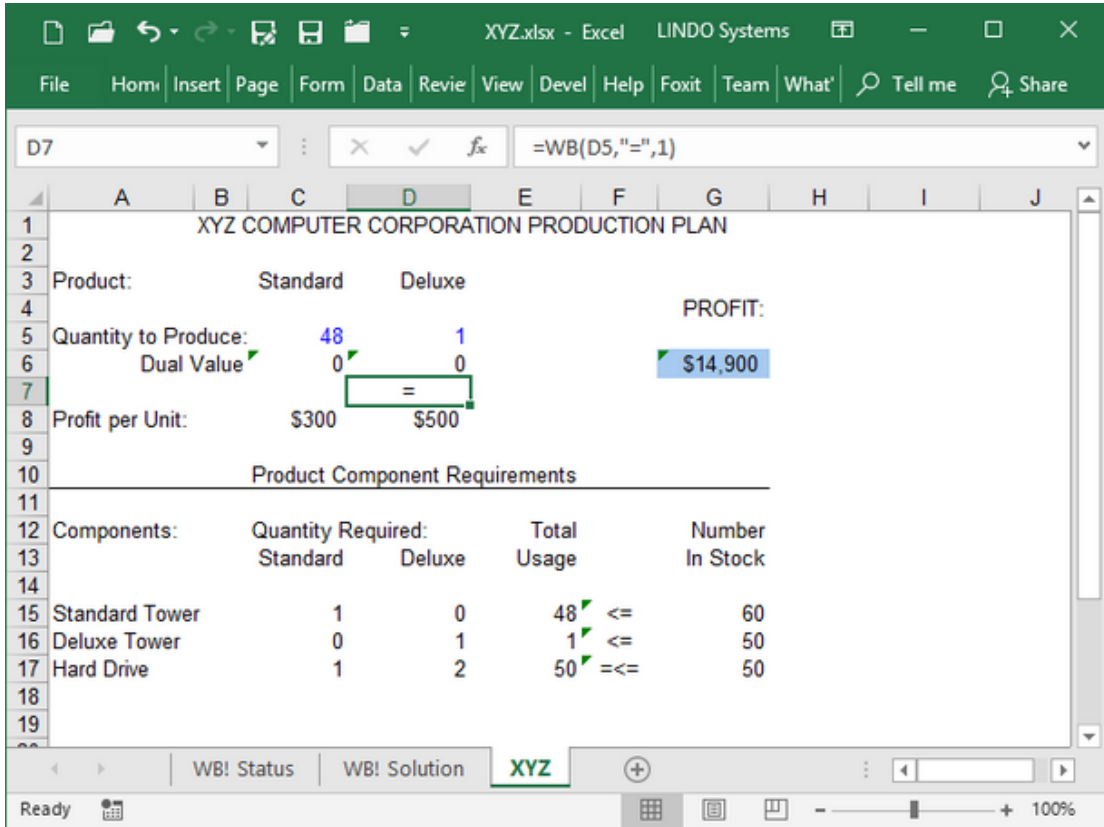 XYZ.xlsx - Excel LINDO Systems
File Hom Insert Page Form Data Revie View Devel Help Foxit Team What' Tell me Share
D7 fx =WB(D5,"=",1)
A B C D E F G H I J
1 XYZ COMPUTER CORPORATION PRODUCTION PLAN
2
3 Product: Standard Deluxe
4 PROFIT:
5 Quantity to Produce: 48 1
6 Dual Value 0 0 $14,900
7 =
8 Profit per Unit: $300 $500
9
10 Product Component Requirements
11
12 Components: Quantity Required: Total Number
13 Standard Deluxe Usage In Stock
14
15 Standard Tower 1 0 48 <= 60
16 Deluxe Tower 0 1 1 <= 50
17 Hard Drive 1 2 50 =<= 50
18
19
WB! Status WB! Solution XYZ
Ready 100%